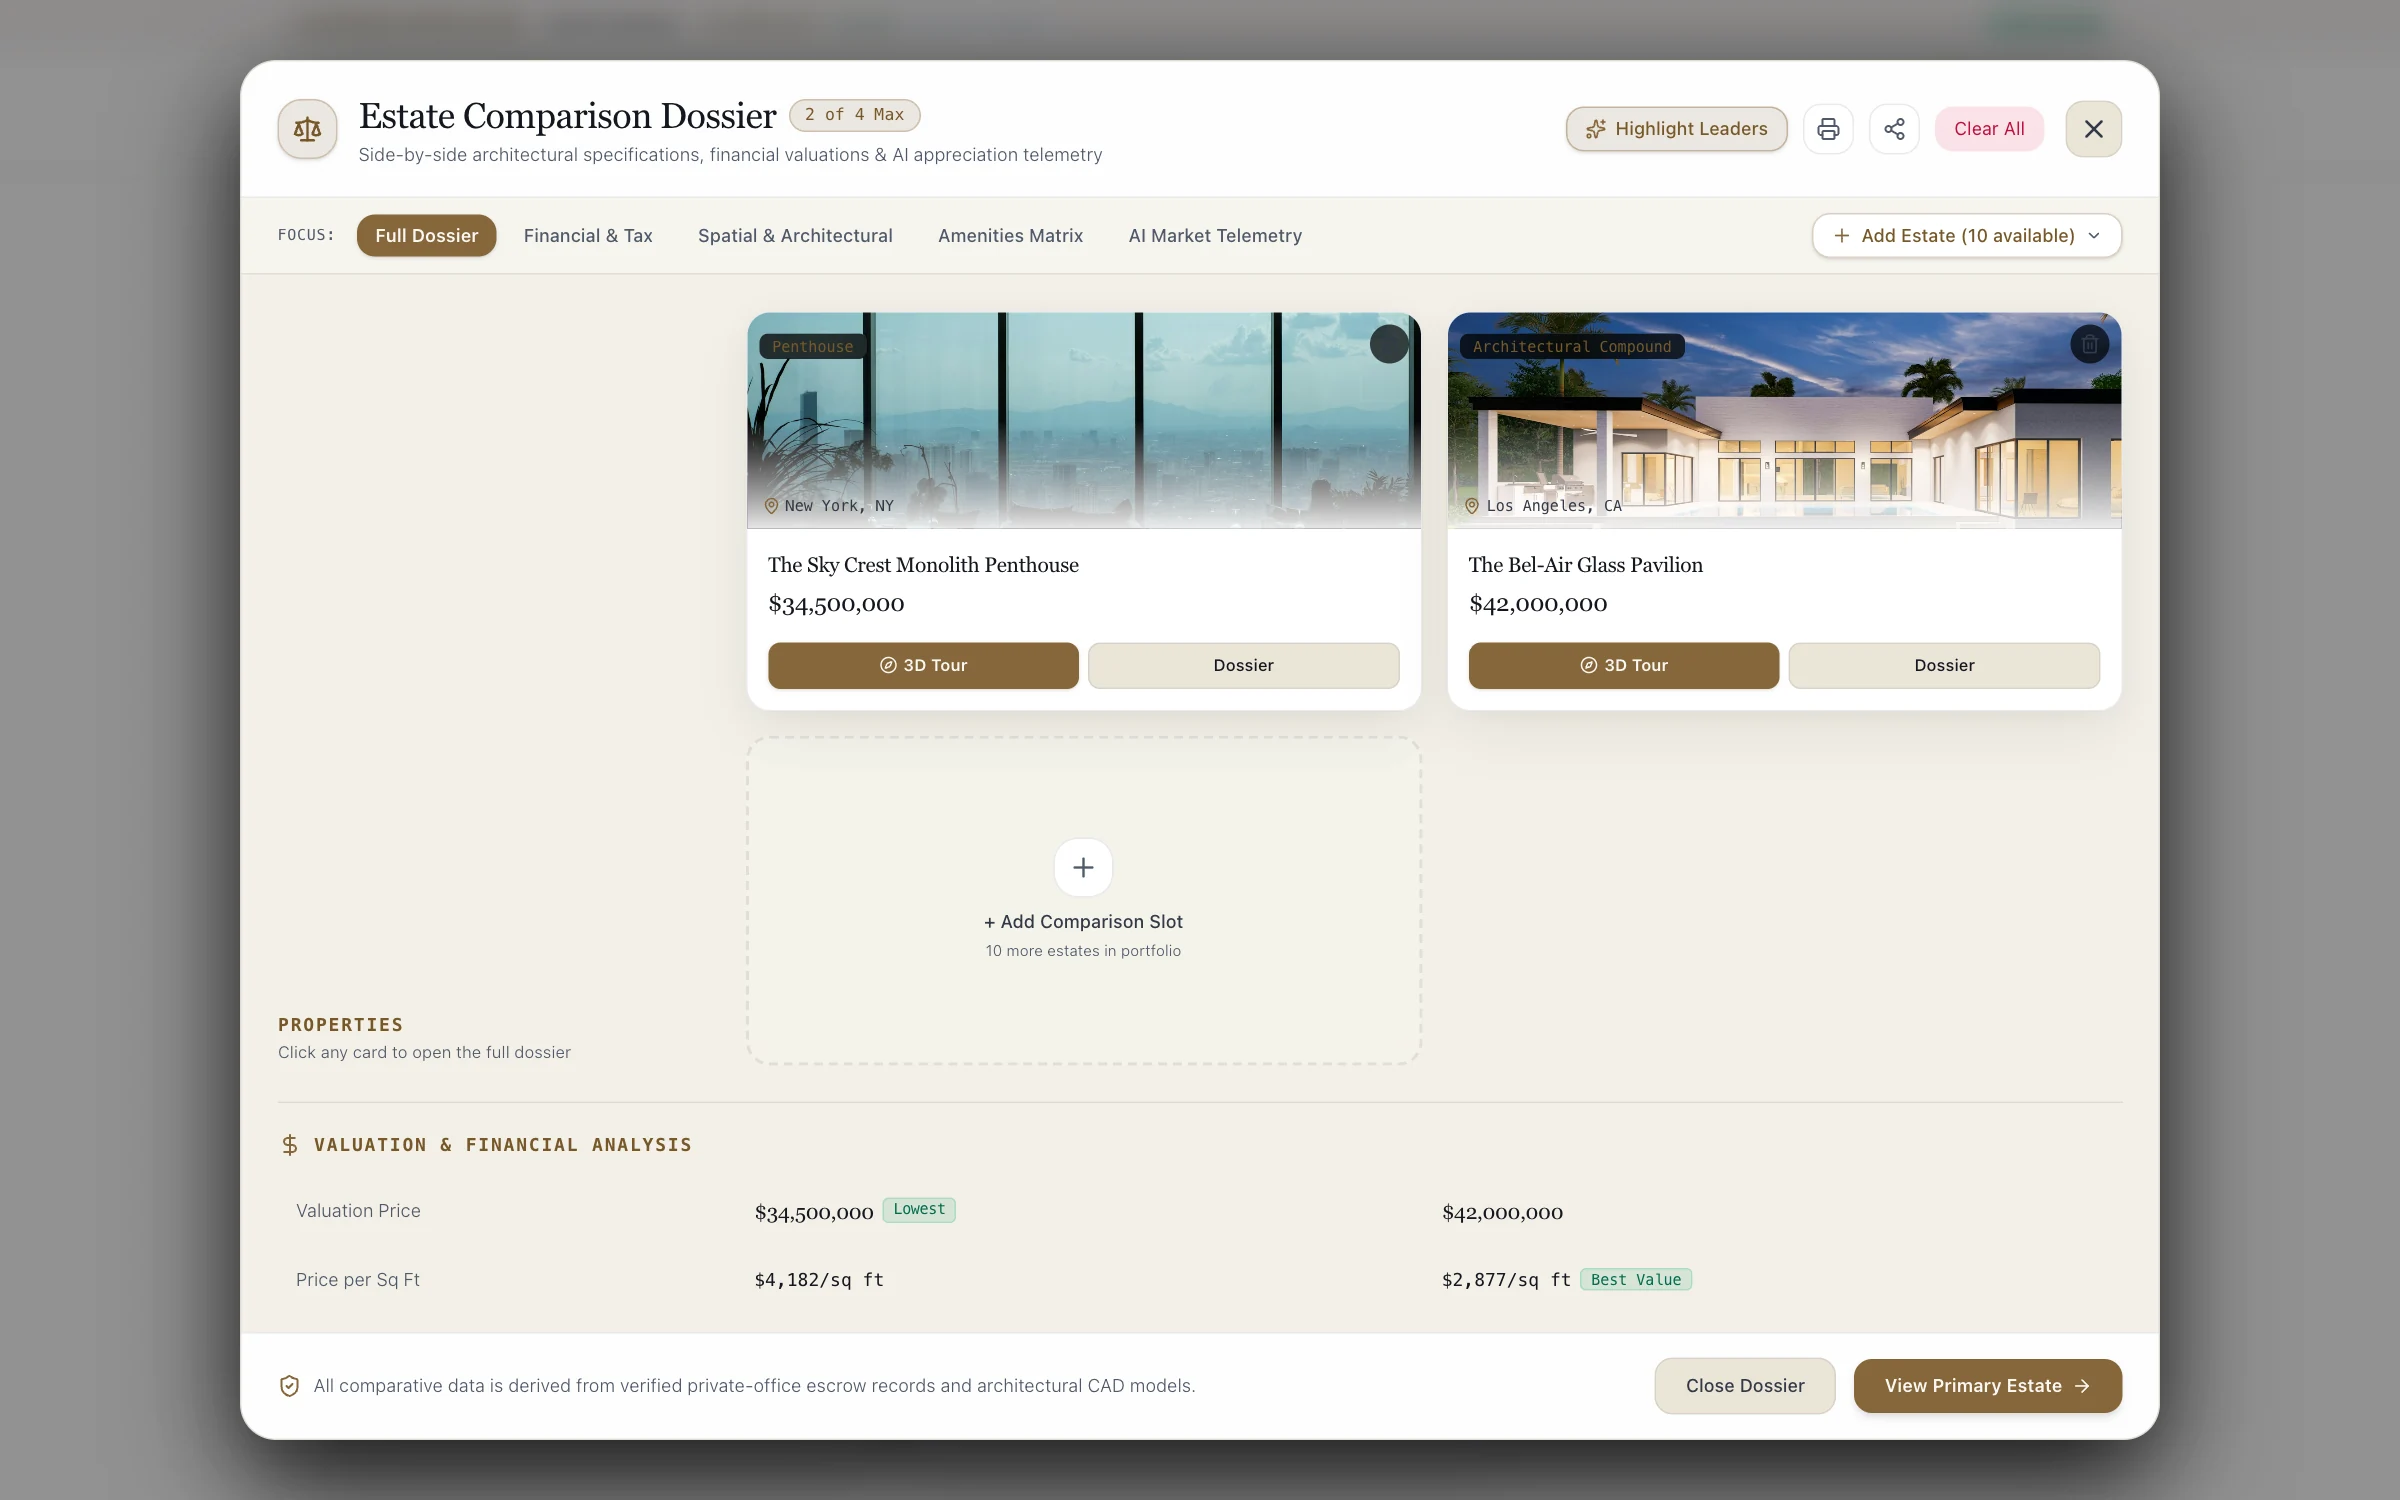 Estate Comparison Dossier
2 of 4 Max
Side-by-side architectural specifications, financial valuations & AI appreciation telemetry
Highlight Leaders
Clear All
FOCUS:
Full Dossier
Financial & Tax
Spatial & Architectural
Amenities Matrix
AI Market Telemetry
+ Add Estate (10 available)
Penthouse
New York, NY
The Sky Crest Monolith Penthouse
$34,500,000
3D Tour
Dossier
Architectural Compound
Los Angeles, CA
The Bel-Air Glass Pavilion
$42,000,000
3D Tour
Dossier
+ Add Comparison Slot
10 more estates in portfolio
PROPERTIES
Click any card to open the full dossier
VALUATION & FINANCIAL ANALYSIS
Valuation Price
$34,500,000
Lowest
$42,000,000
Price per Sq Ft
$4,182/sq ft
$2,877/sq ft
Best Value
All comparative data is derived from verified private-office escrow records and architectural CAD models.
Close Dossier
View Primary Estate →